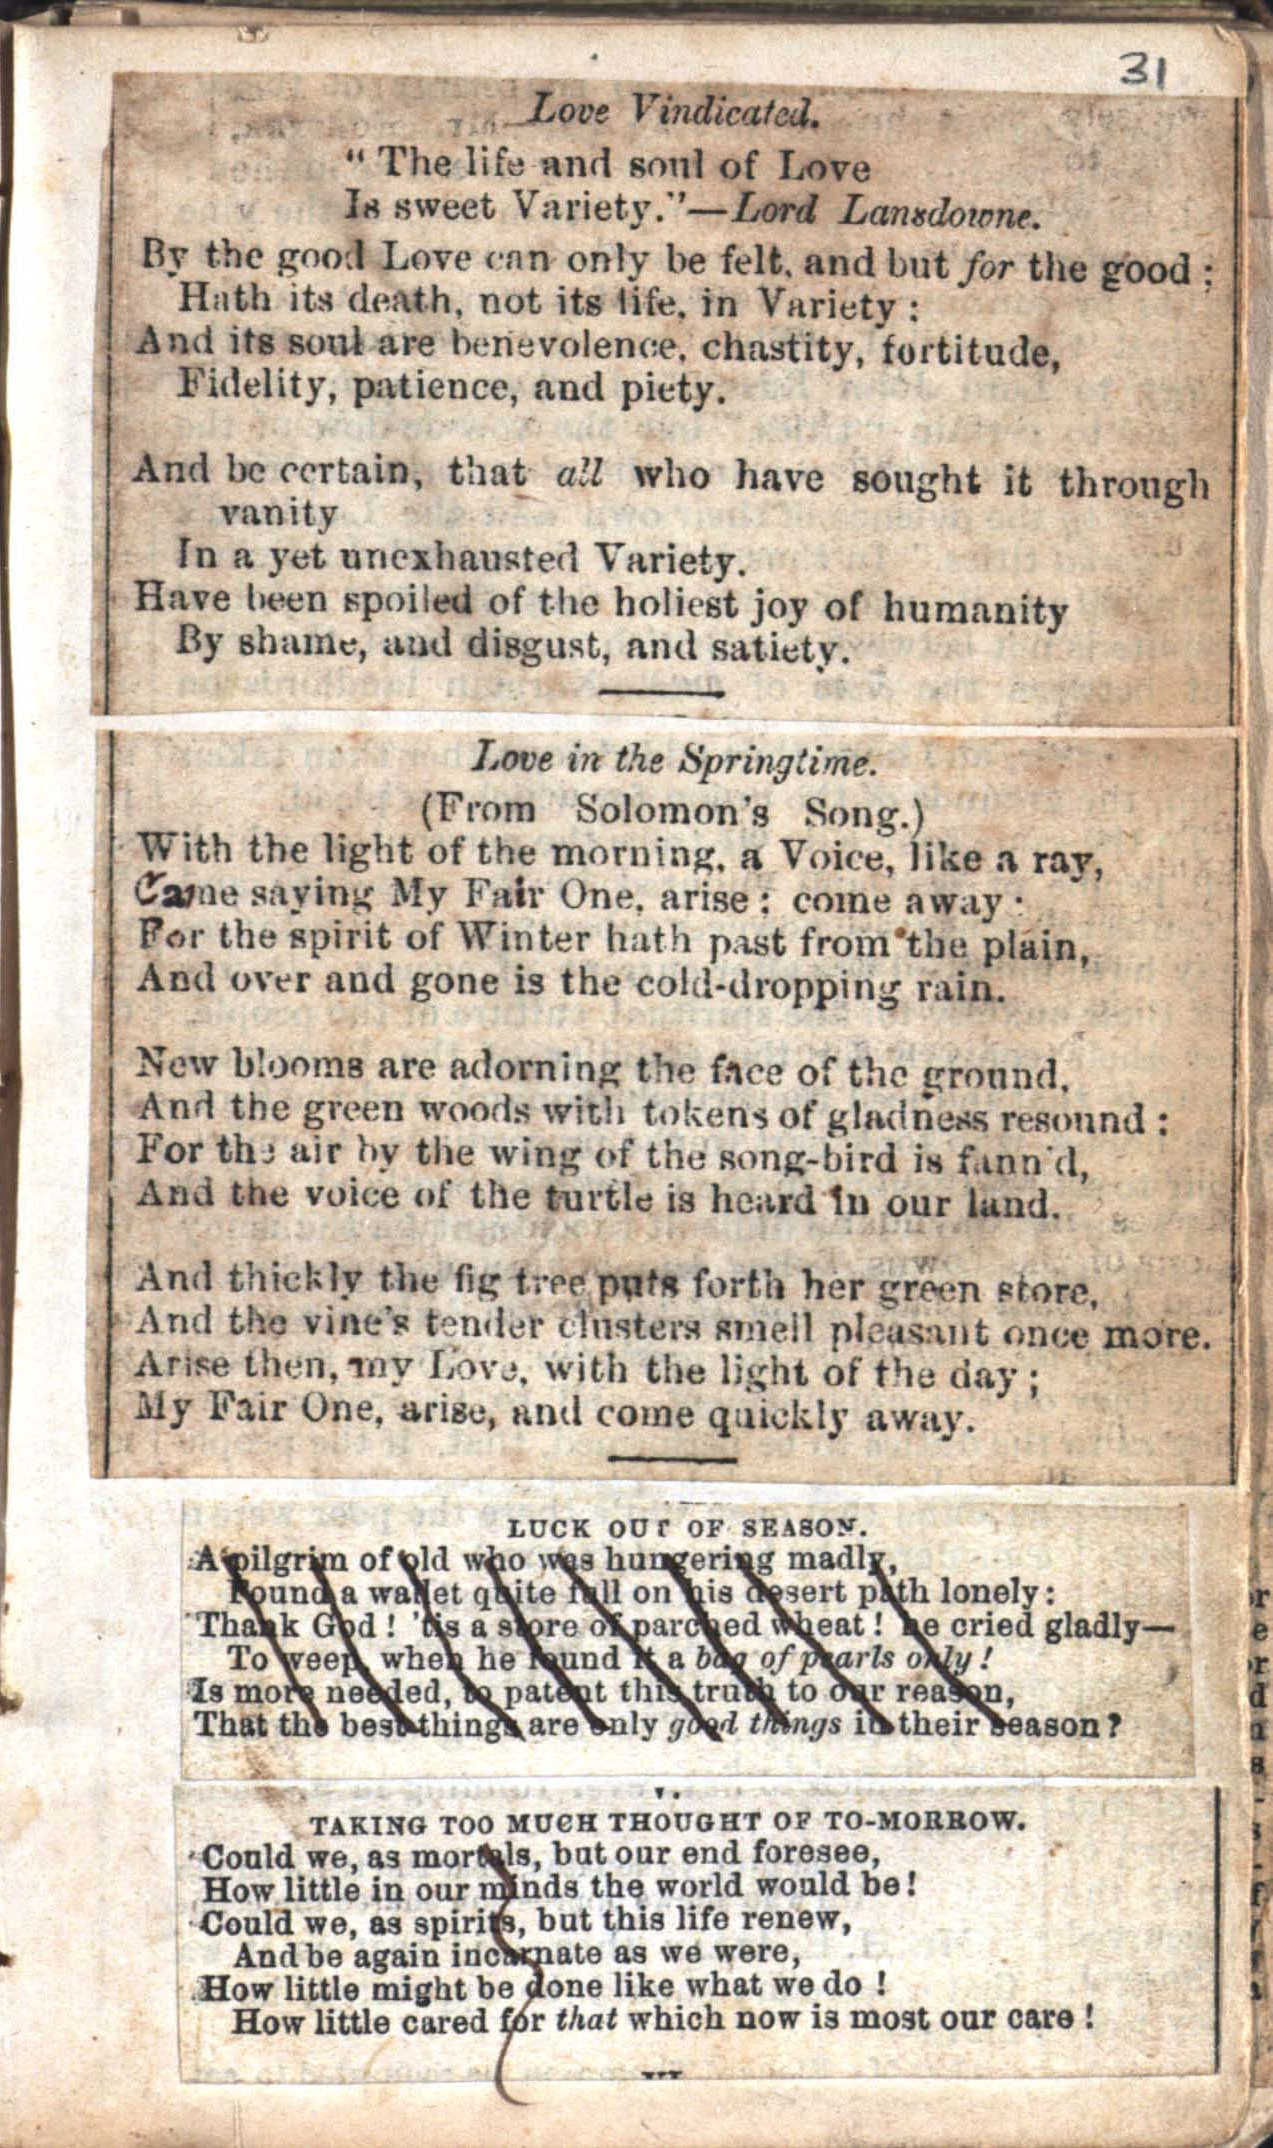 31
Love Vindicated.
"The life and soul of Love
Is sweet Variety."—Lord Lansdowne.
By the good Love can only be felt, and but for the good;
Hath its death, not its life, in Variety:
And its soul are benevolence, chastity, fortitude,
Fidelity, patience, and piety.
And be certain, that all who have sought it through
vanity
In a yet unexhausted Variety.
Have been spoiled of the holiest joy of humanity
By shame, and disgust, and satiety.
Love in the Springtime.
(From Solomon's Song.)
With the light of the morning, a Voice, like a ray,
Came saying My Fair One, arise; come away:
For the spirit of Winter hath past from the plain,
And over and gone is the cold-dropping rain.
New blooms are adorning the face of the ground,
And the green woods with tokens of gladness resound:
For the air by the wing of the song-bird is fann'd,
And the voice of the turtle is heard in our land.
And thickly the fig tree puts forth her green store,
And the vine's tender clusters smell pleasant once more.
Arise then, my Love, with the light of the day;
My Fair One, arise, and come quickly away.
LUCK OUT OF SEASON.
A pilgrim of old who was hungering madly,
Found a wallet quite full on his desert path lonely:
Thank God! 'tis a store of parched wheat! he cried gladly—
To weep, when he found it a bag of pearls only!
Is more needed, to patent this truth to our reason,
That the best things are only good things in their season?
V.
TAKING TOO MUCH THOUGHT OF TO-MORROW.
Could we, as mortals, but our end foresee,
How little in our minds the world would be!
Could we, as spirits, but this life renew,
And be again incarnate as we were,
How little might be done like what we do!
How little cared for that which now is most our care!